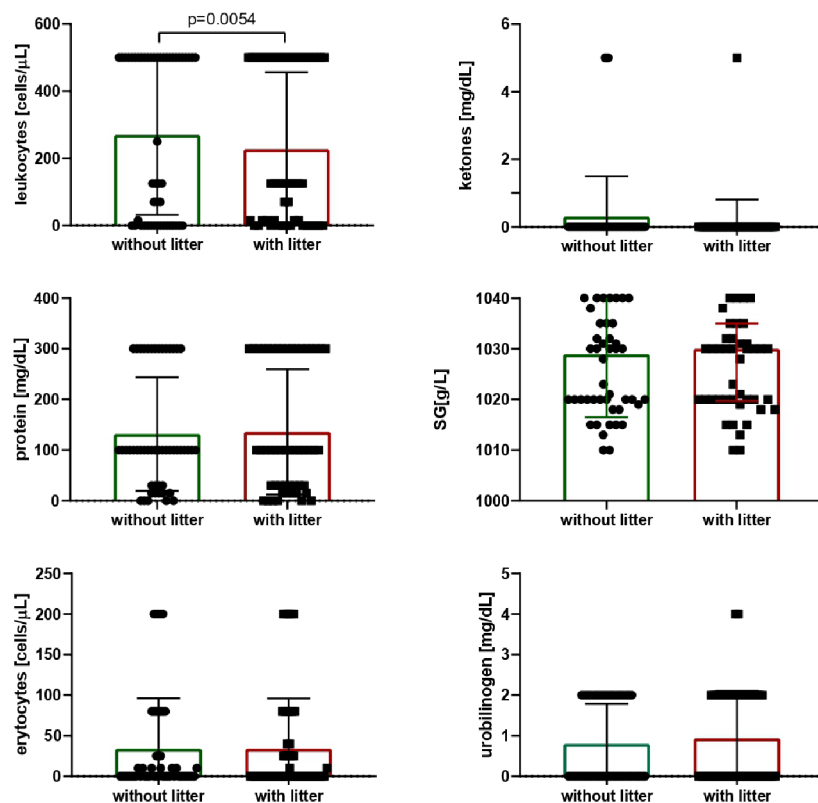 p=0.0054
leukocytes [cells/μL]
600
400
200
0
without litter
with litter
ketones [mg/dL]
6
4
2
0
without litter
with litter
protein [mg/dL]
400
300
200
100
0
without litter
with litter
SG[g/L]
1040
1030
1020
1010
1000
without litter
with litter
erytocytes [cells/μL]
250
200
150
100
50
0
without litter
with litter
urobilinogen [mg/dL]
5
4
3
2
1
0
without litter
with litter